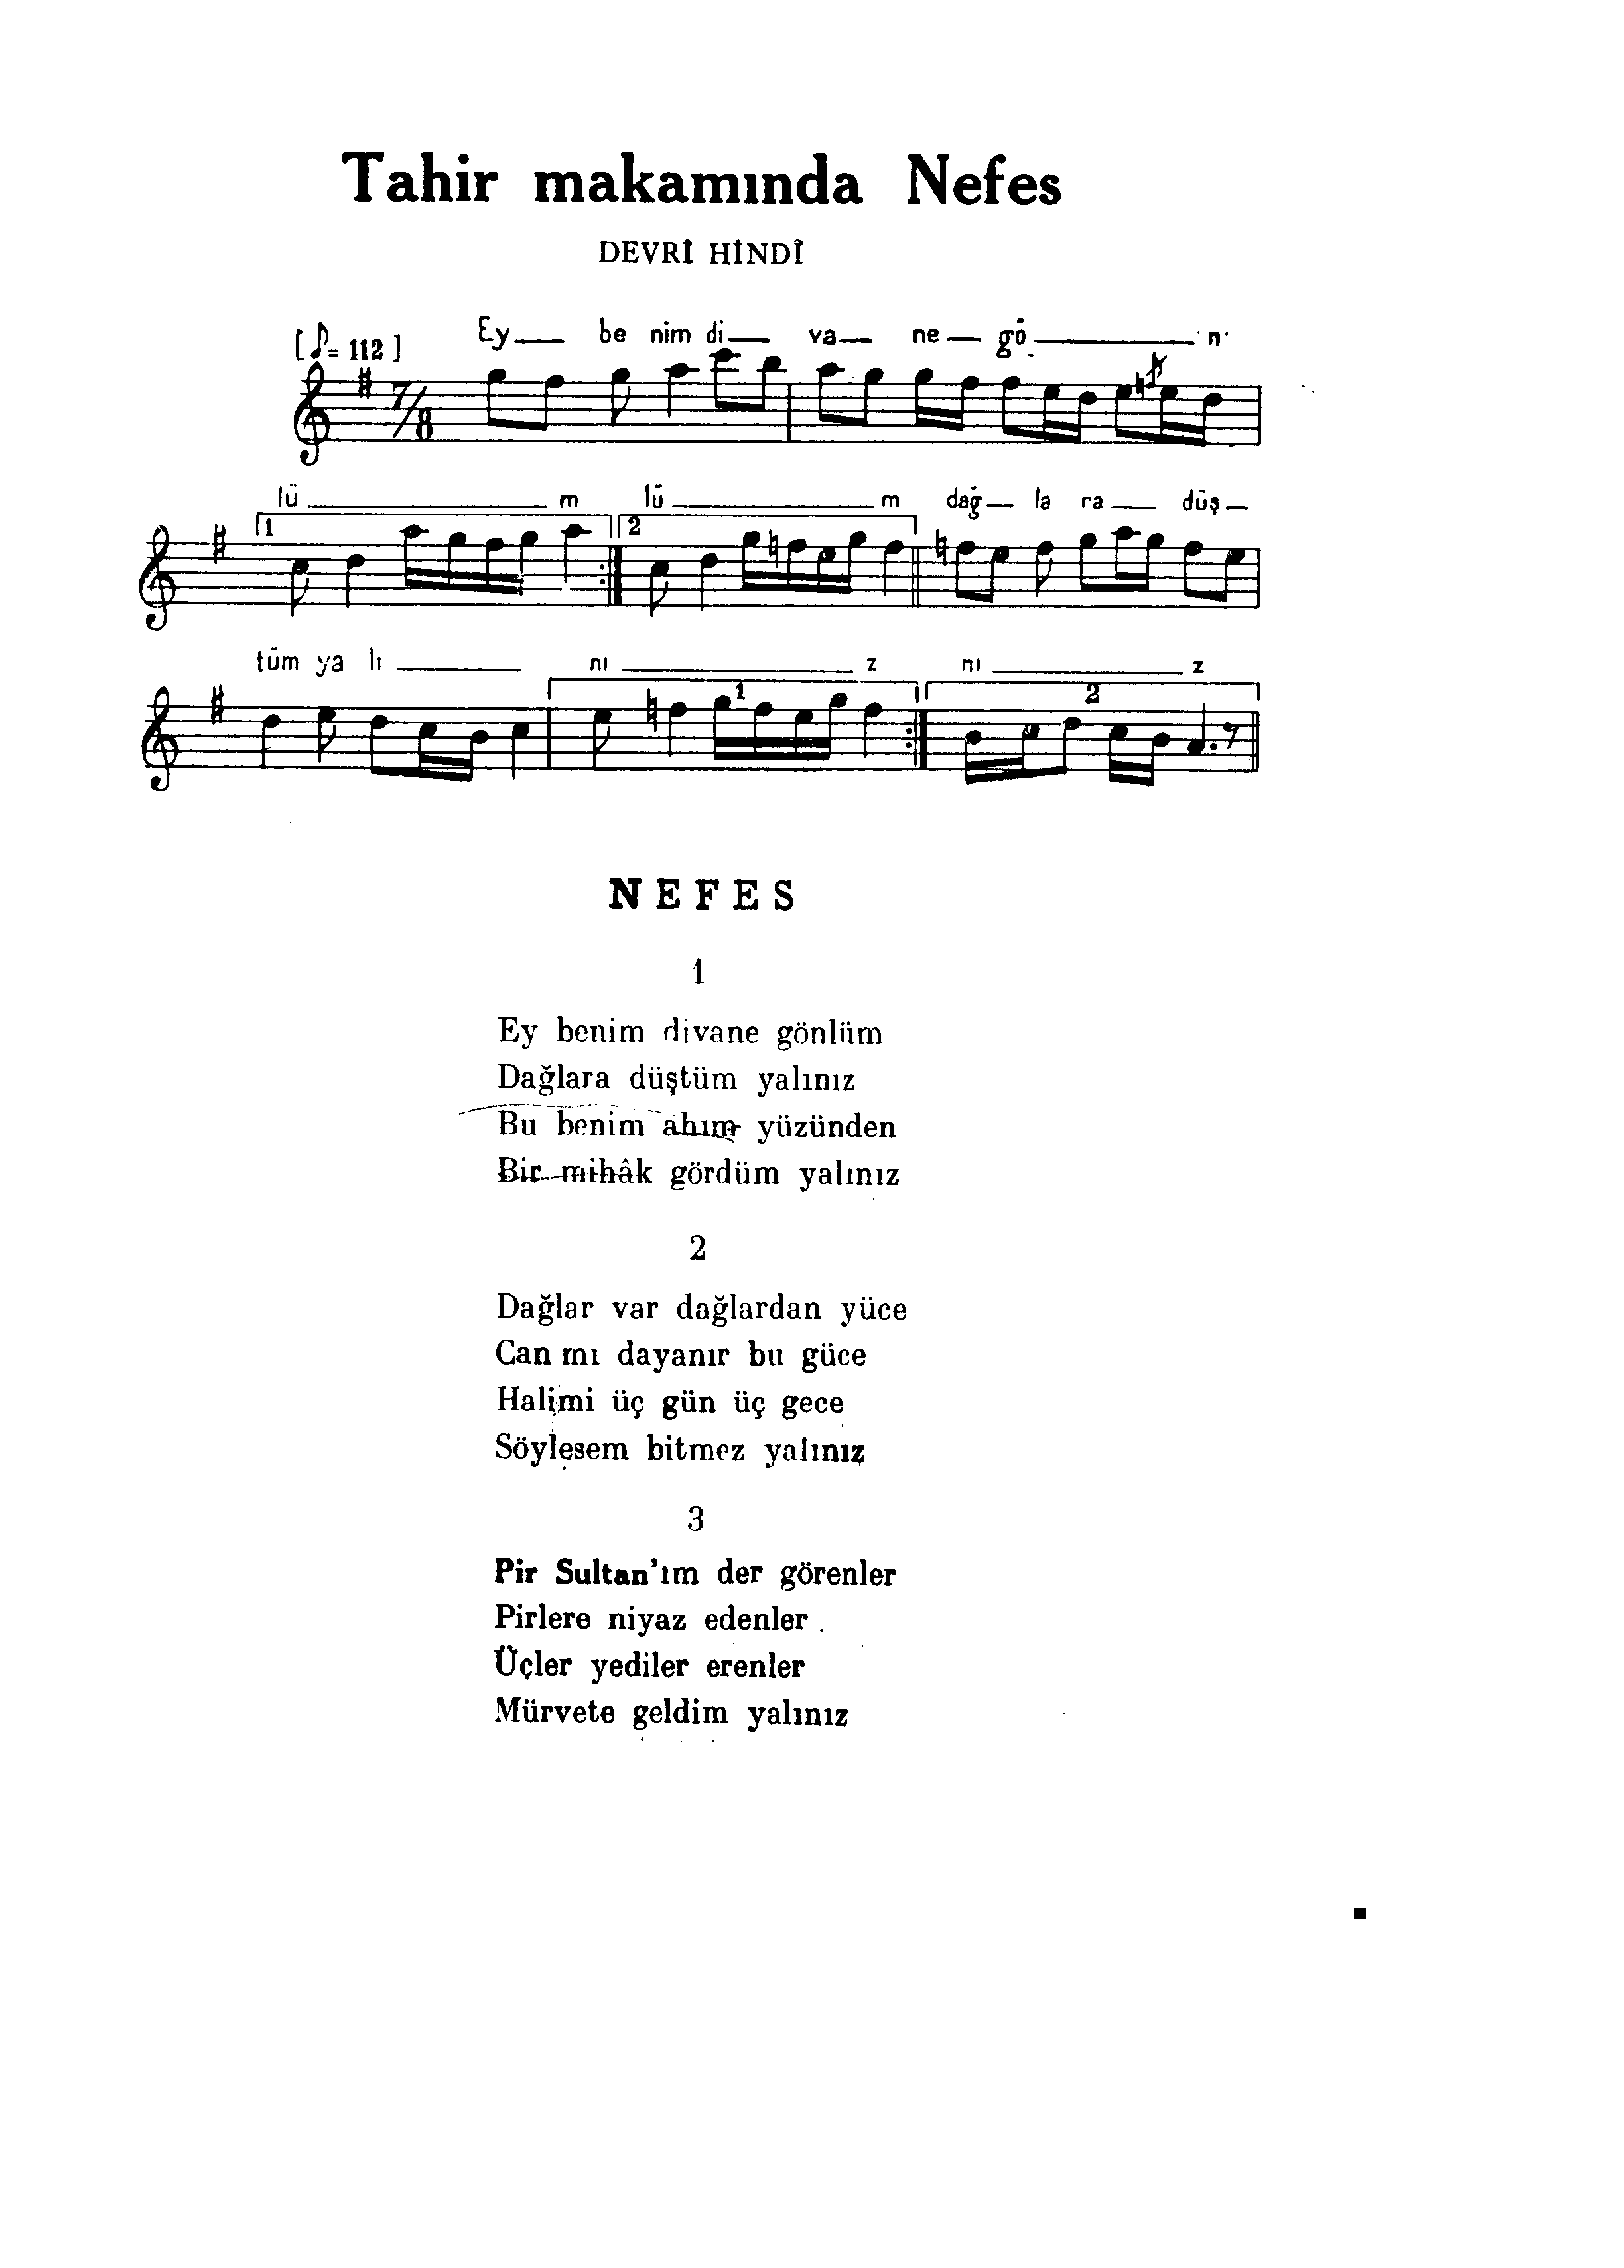 Tahir makamında Nefes
DEVRİ HİNDÎ
[♪= 112 ]
Ey— be nim di— va— ne— gö— n
7/8
lü— m lü— m dağ— la ra— düş—
1 2
tüm ya lı— nı— z nı— z
1 2
NEFES
1
Ey benim divane gönlüm
Dağlara düştüm yalınız
Bu benim ahım yüzünden
Bir mihâk gördüm yalınız
2
Dağlar var dağlardan yüce
Can mı dayanır bu güce
Halimi üç gün üç gece
Söylesem bitmez yalınız
3
Pir Sultan'ım der görenler
Pirlere niyaz edenler
Üçler yediler erenler
Mürvete geldim yalınız